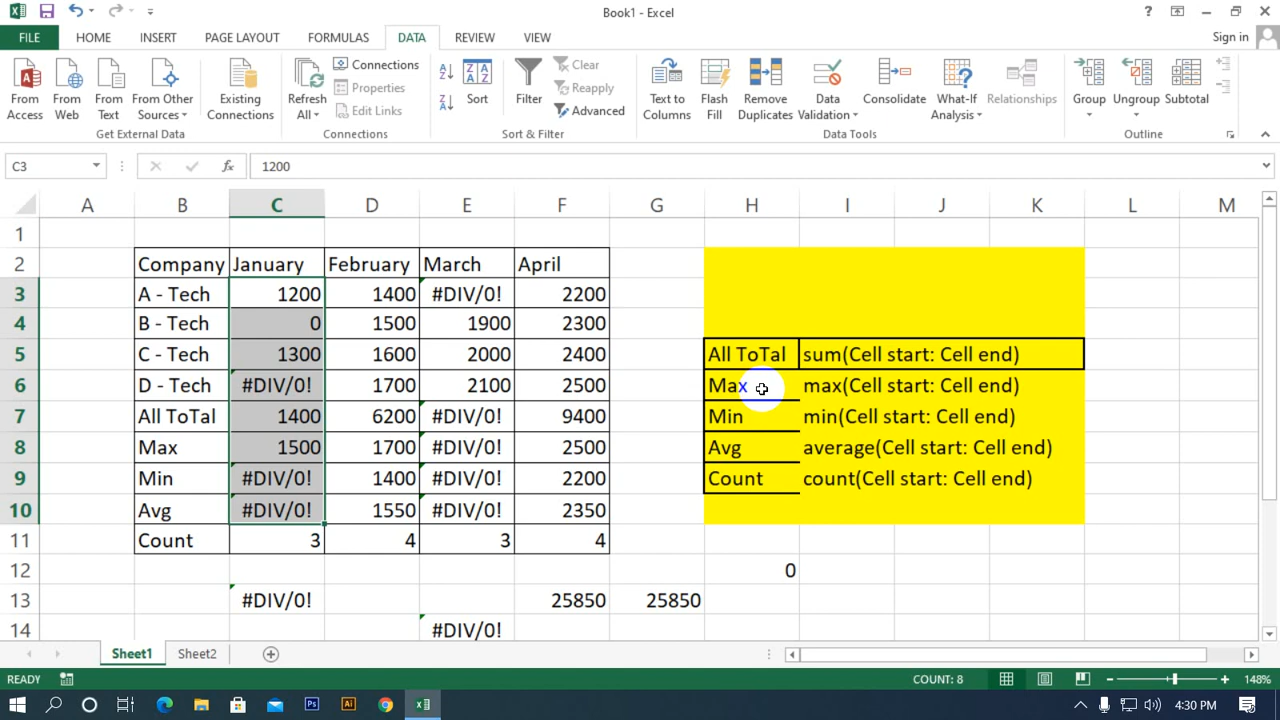 Book1 - Excel
?
FILE HOME INSERT PAGE LAYOUT FORMULAS DATA REVIEW VIEW Sign in
From Access From Web From Text From Other Sources Existing Connections Refresh All Connections Properties Edit Links Sort Filter Clear Reapply Advanced Text to Columns Flash Fill Remove Duplicates Data Validation Consolidate What-If Analysis Relationships Group Ungroup Subtotal
Get External Data Connections Sort & Filter Data Tools Outline
C3 fx 1200
A B C D E F G H I J K L M
1
2 Company January February March April
3 A - Tech 1200 1400 #DIV/0! 2200
4 B - Tech 0 1500 1900 2300
5 C - Tech 1300 1600 2000 2400 All ToTal sum(Cell start: Cell end)
6 D - Tech #DIV/0! 1700 2100 2500 Max max(Cell start: Cell end)
7 All ToTal 1400 6200 #DIV/0! 9400 Min min(Cell start: Cell end)
8 Max 1500 1700 #DIV/0! 2500 Avg average(Cell start: Cell end)
9 Min #DIV/0! 1400 #DIV/0! 2200 Count count(Cell start: Cell end)
10 Avg #DIV/0! 1550 #DIV/0! 2350
11 Count 3 4 3 4
12 0
13 #DIV/0! 25850 25850
14 #DIV/0!
Sheet1 Sheet2
READY COUNT: 8 148%
4:30 PM